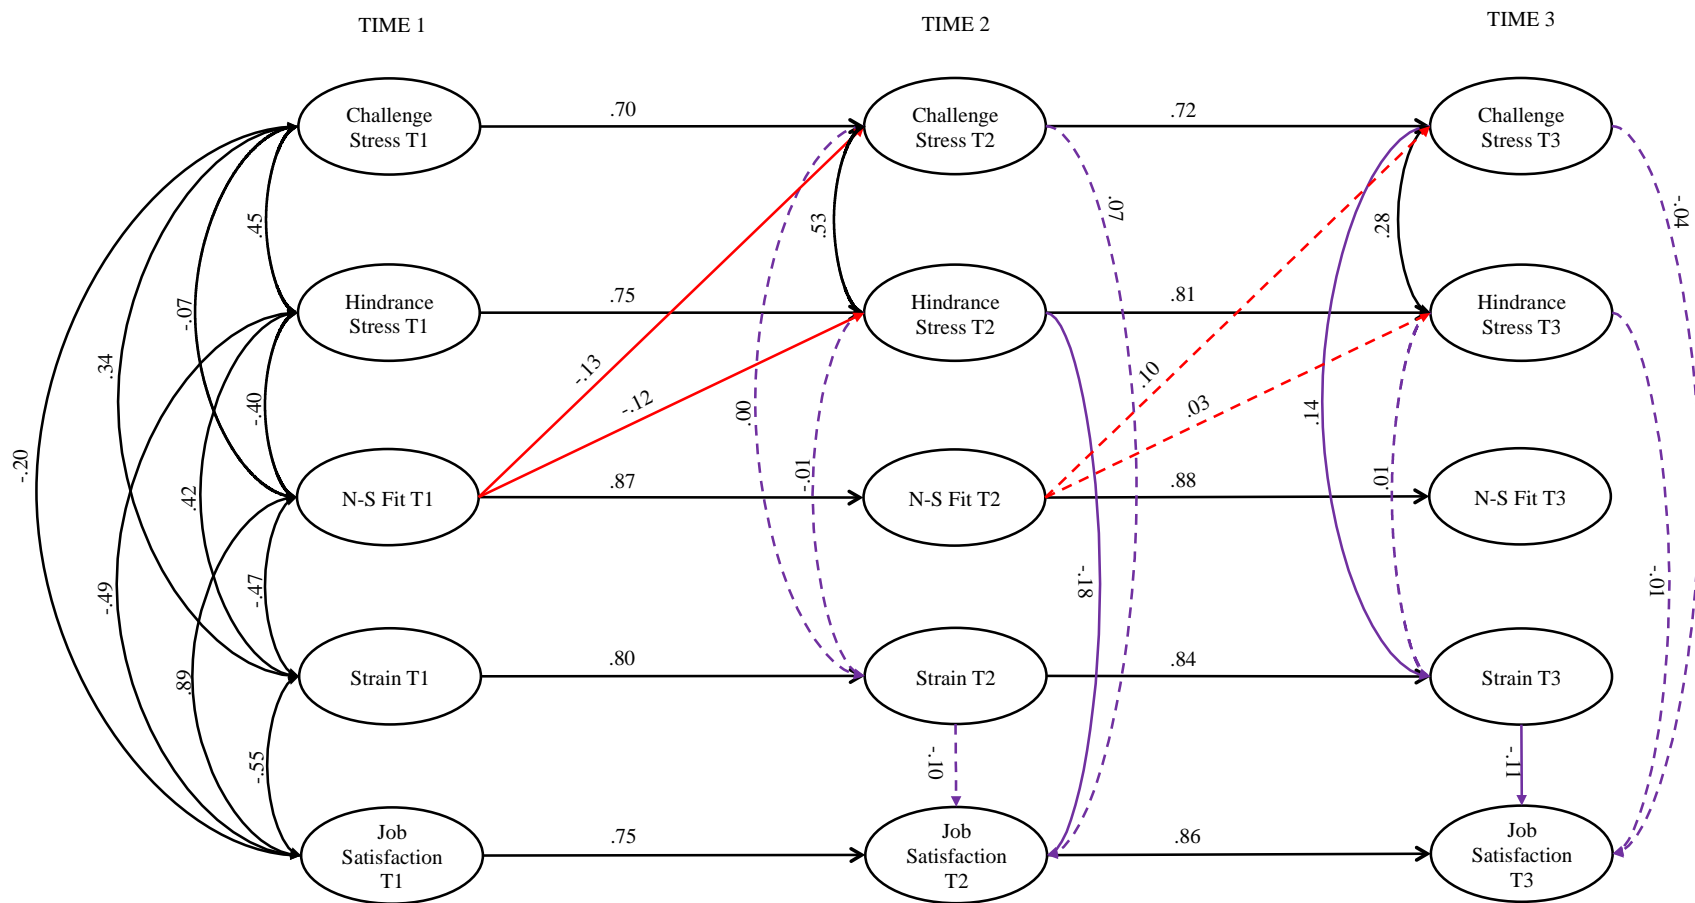 TIME 1
TIME 2
TIME 3
Challenge
Stress T1
.70
Challenge
Stress T2
.72
Challenge
Stress T3
.45
.53
.07
.28
-.04
Hindrance
Stress T1
.75
Hindrance
Stress T2
.81
Hindrance
Stress T3
-.07
.34
-.40
-.13
-.12
.00
.10
.03
.14
-.20
.42
N-S Fit T1
.87
-.01
N-S Fit T2
.88
.01
N-S Fit T3
-.49
-.47
-.18
-.01
.89
Strain T1
.80
Strain T2
.84
Strain T3
-.55
-.10
-.11
Job
Satisfaction
T1
.75
Job
Satisfaction
T2
.86
Job
Satisfaction
T3